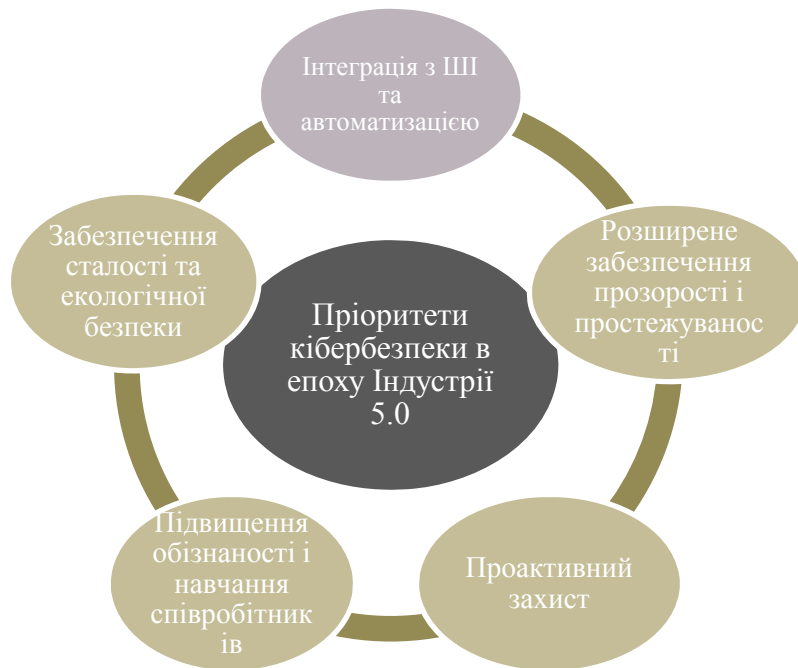 Інтеграція з ШІ
та
автоматизацією
Розширене
забезпечення
прозорості і
простежуванос
ті
Проактивний
захист
Підвищення
обізнаності і
навчання
співробітник
ів
Забезпечення
сталості та
екологічної
безпеки
Пріоритети
кібербезпеки в
епоху Індустрії
5.0